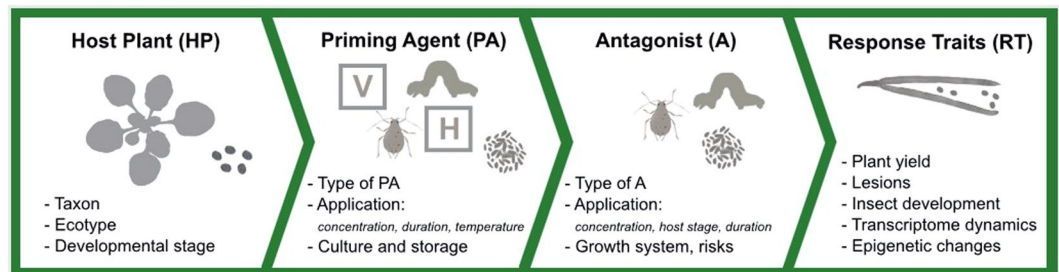 Host Plant (HP)
- Taxon
- Ecotype
- Developmental stage
Priming Agent (PA)
V
H
- Type of PA
- Application:
concentration, duration, temperature
- Culture and storage
Antagonist (A)
- Type of A
- Application:
concentration, host stage, duration
- Growth system, risks
Response Traits (RT)
- Plant yield
- Lesions
- Insect development
- Transcriptome dynamics
- Epigenetic changes